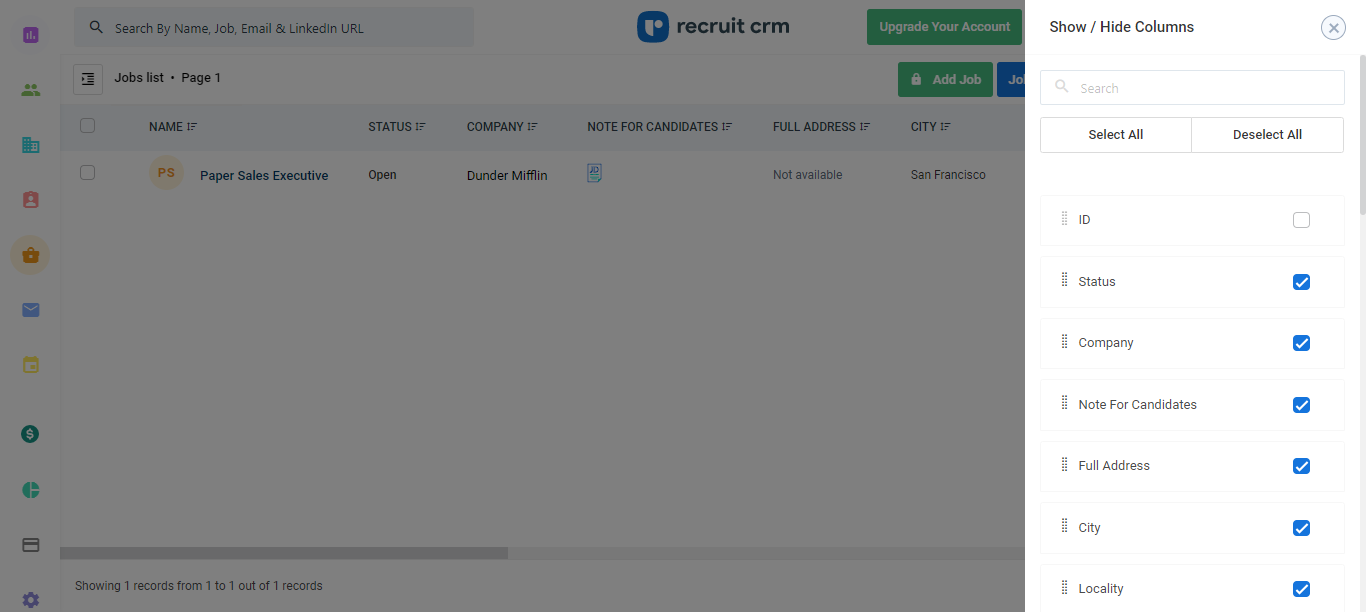 Search By Name, Job, Email & LinkedIn URL
recruit crm
Upgrade Your Account
Show / Hide Columns
Jobs list • Page 1
Add Job
Jo
Search
Select All
Deselect All
NAME
STATUS
COMPANY
NOTE FOR CANDIDATES
FULL ADDRESS
CITY
PS
Paper Sales Executive
Open
Dunder Mifflin
JD
Not available
San Francisco
ID
Status
Company
Note For Candidates
Full Address
City
Locality
Showing 1 records from 1 to 1 out of 1 records